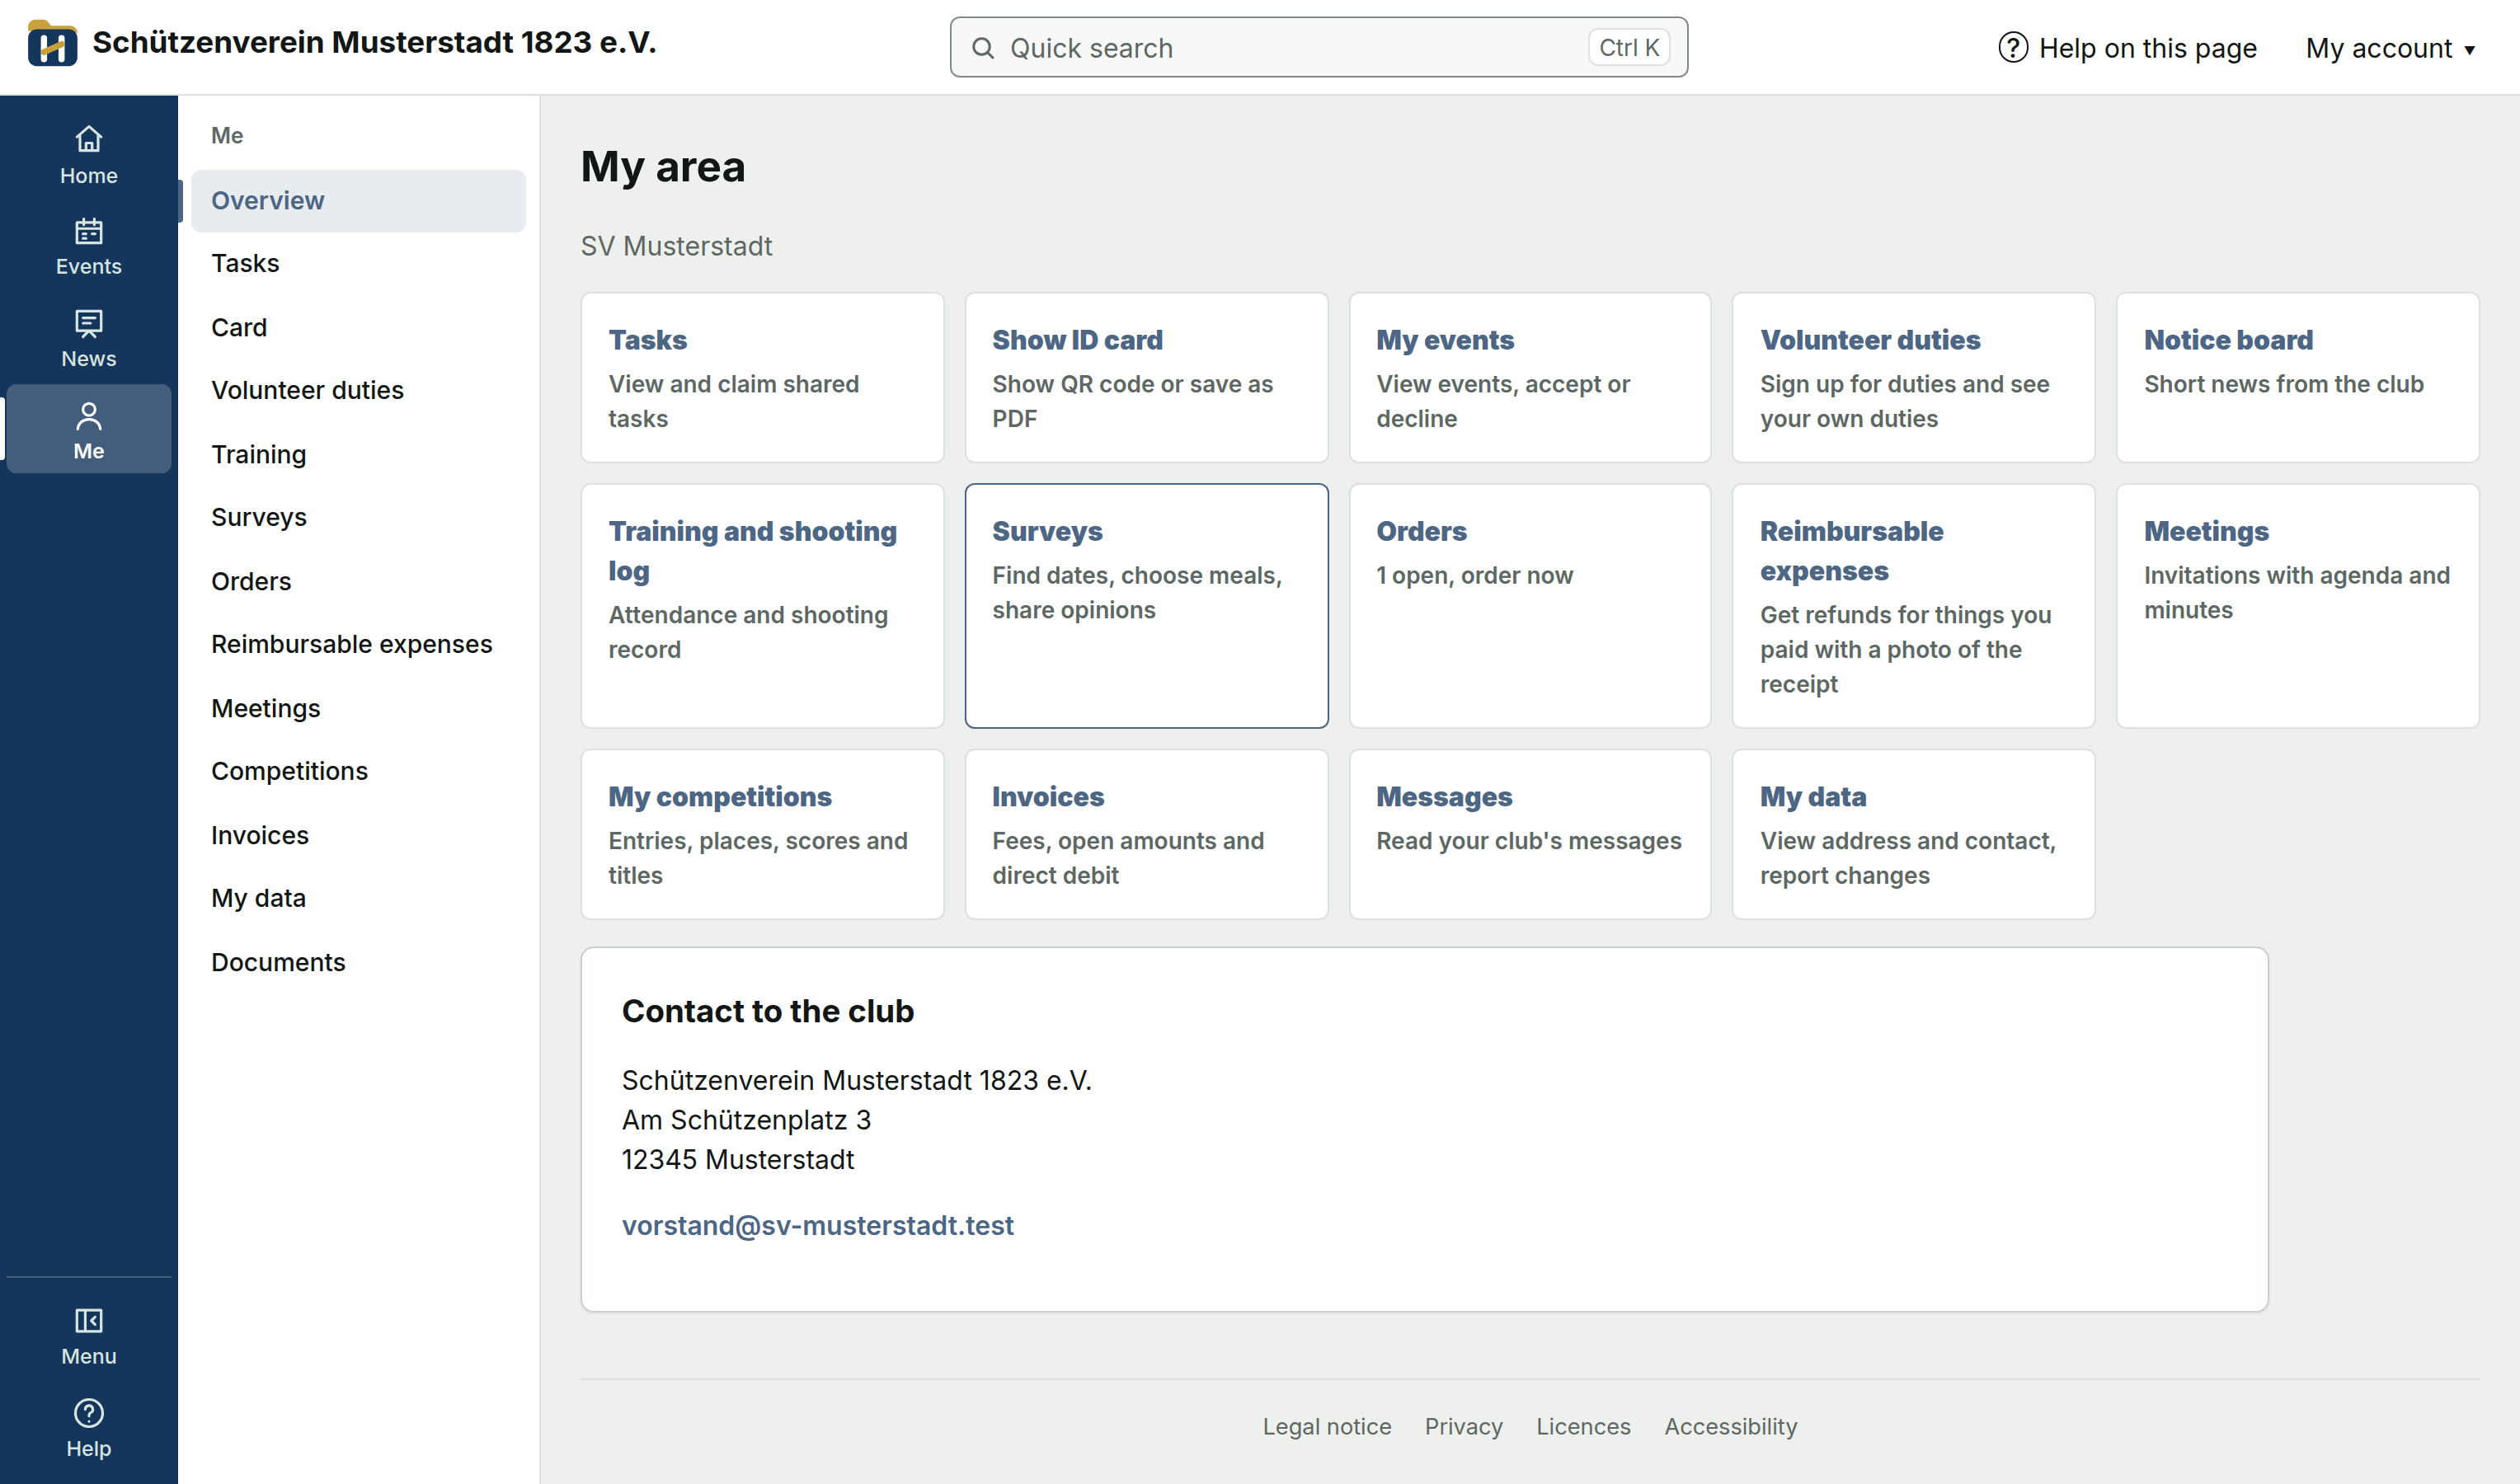 Schützenverein Musterstadt 1823 e.V.
Quick search
Ctrl K
Help on this page
My account
Home
Events
News
Me
Menu
Help
Me
Overview
Tasks
Card
Volunteer duties
Training
Surveys
Orders
Reimbursable expenses
Meetings
Competitions
Invoices
My data
Documents
My area
SV Musterstadt
Tasks
View and claim shared
tasks
Show ID card
Show QR code or save as
PDF
My events
View events, accept or
decline
Volunteer duties
Sign up for duties and see
your own duties
Notice board
Short news from the club
Training and shooting
log
Attendance and shooting
record
Surveys
Find dates, choose meals,
share opinions
Orders
1 open, order now
Reimbursable
expenses
Get refunds for things you
paid with a photo of the
receipt
Meetings
Invitations with agenda and
minutes
My competitions
Entries, places, scores and
titles
Invoices
Fees, open amounts and
direct debit
Messages
Read your club's messages
My data
View address and contact,
report changes
Contact to the club
Schützenverein Musterstadt 1823 e.V.
Am Schützenplatz 3
12345 Musterstadt
vorstand@sv-musterstadt.test
Legal notice
Privacy
Licences
Accessibility